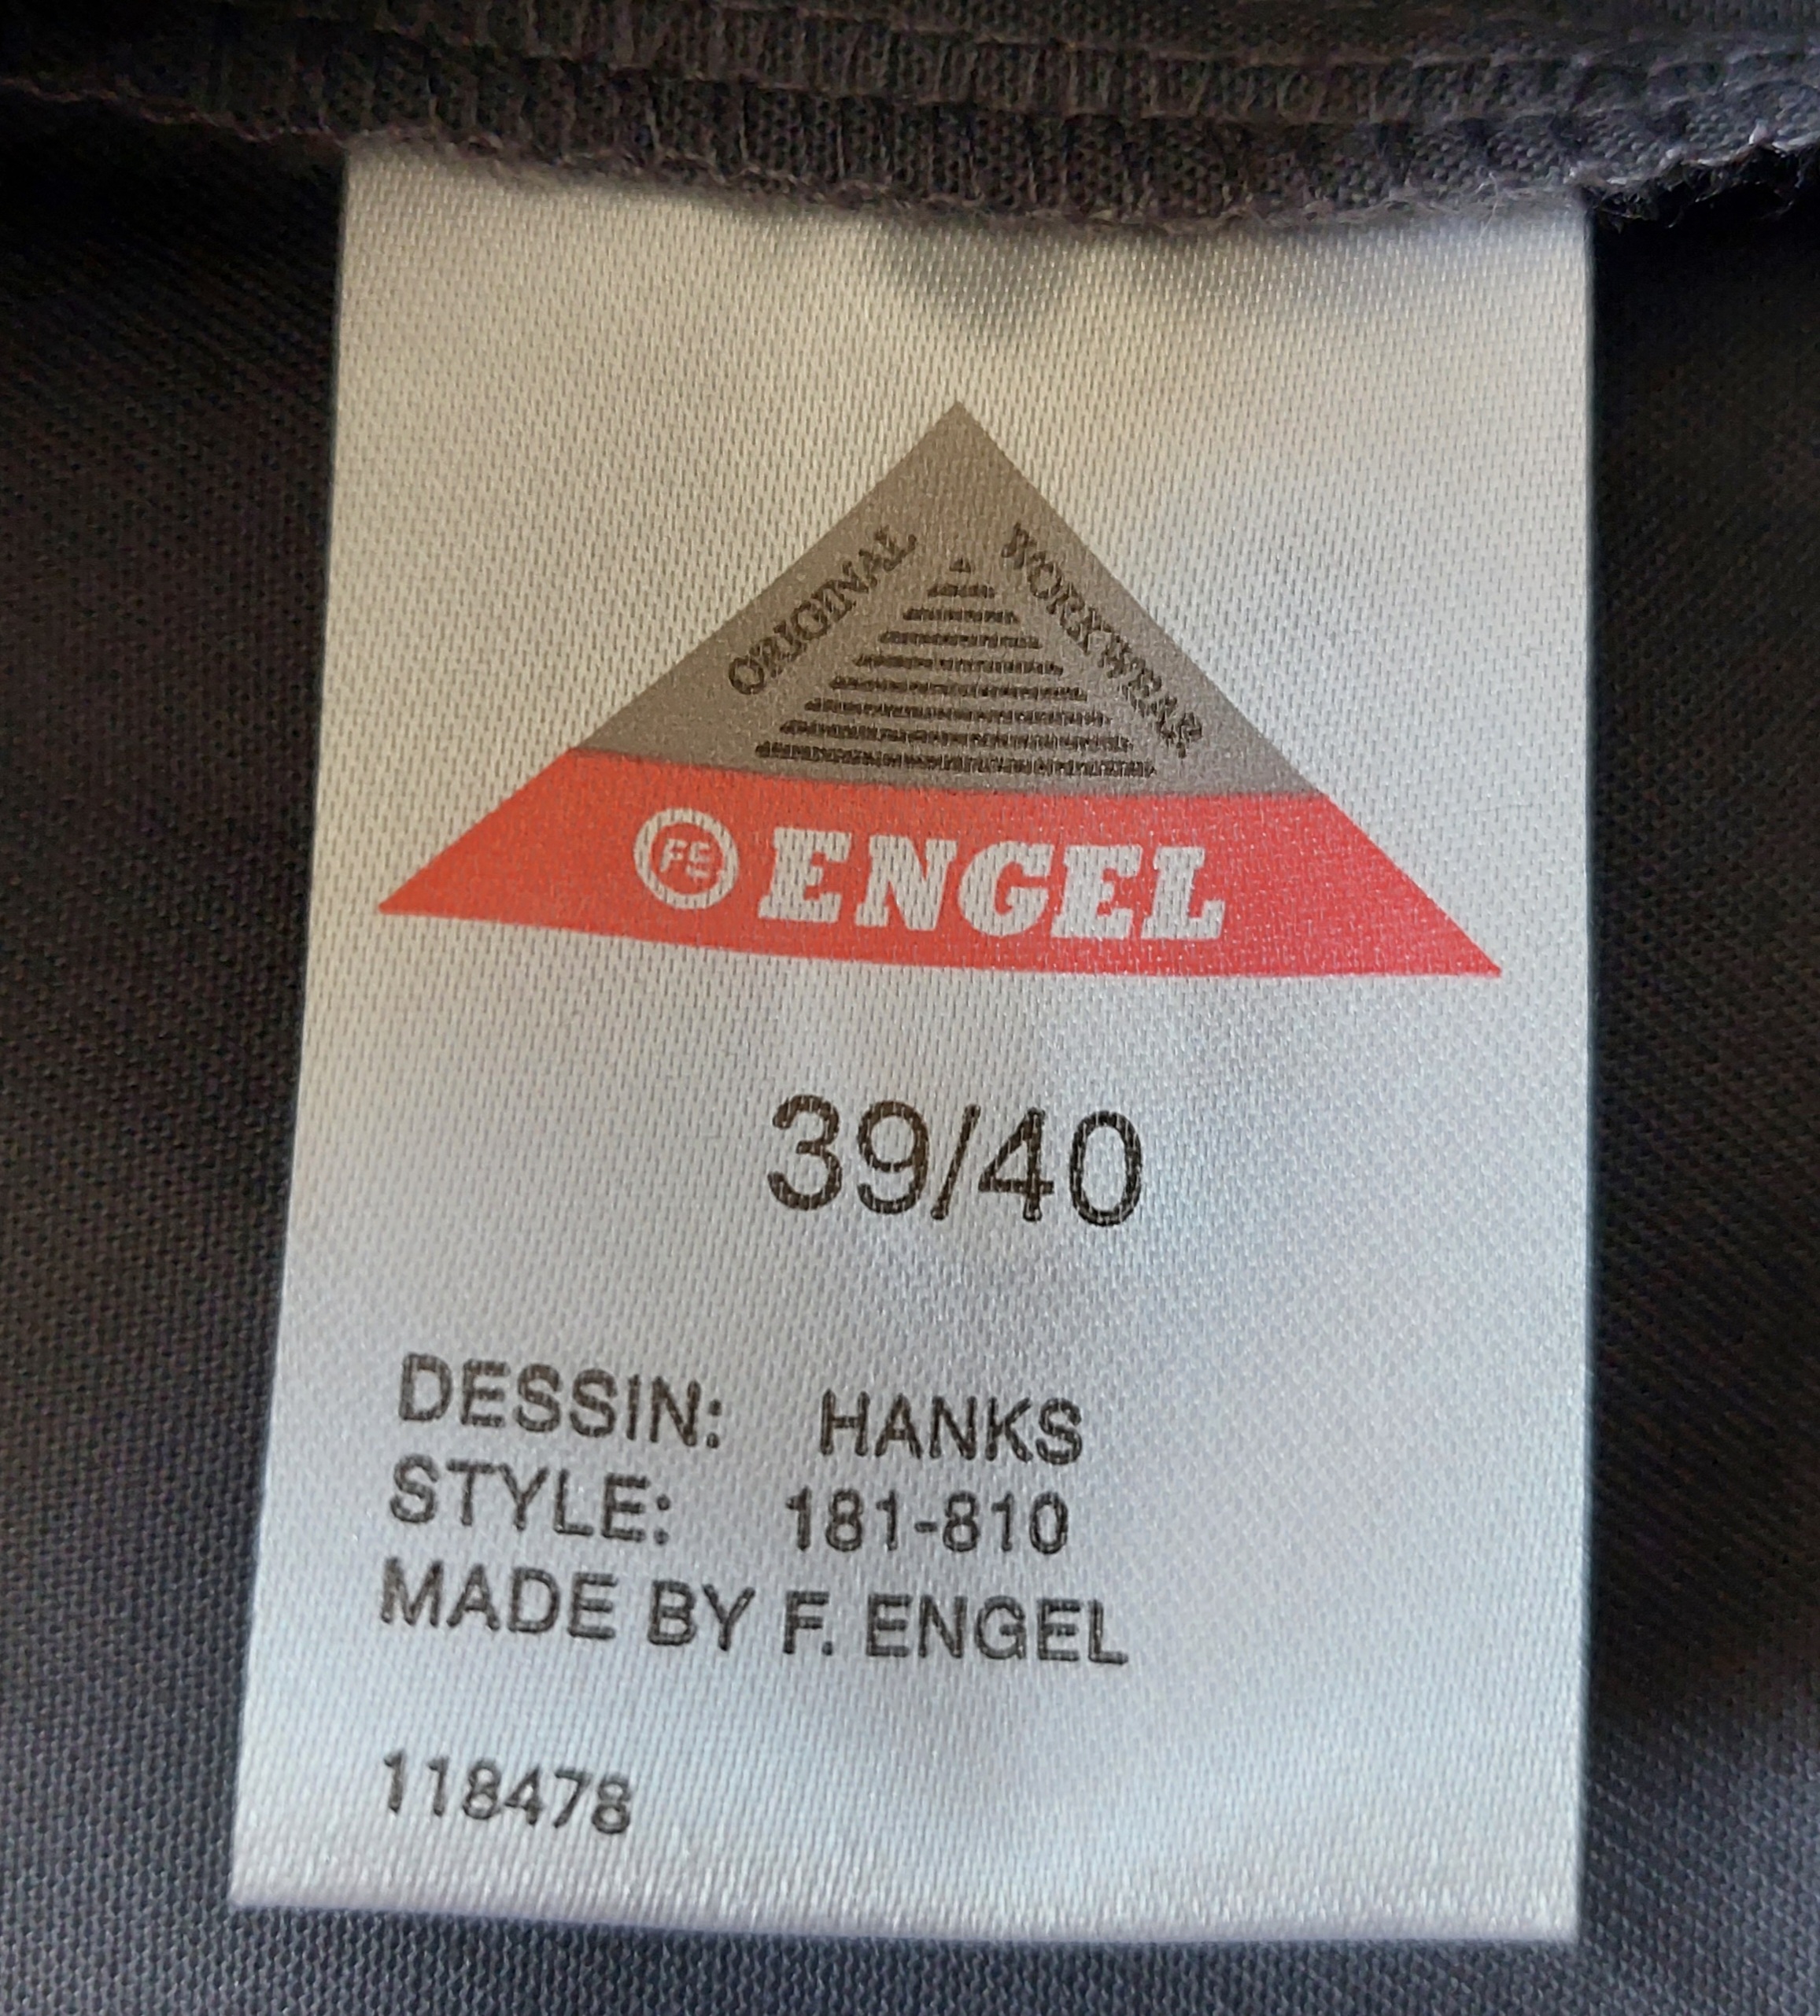 ORIGINAL WORKWEAR
FE ENGEL
39/40
DESSIN: HANKS
STYLE: 181-810
MADE BY F. ENGEL
118478